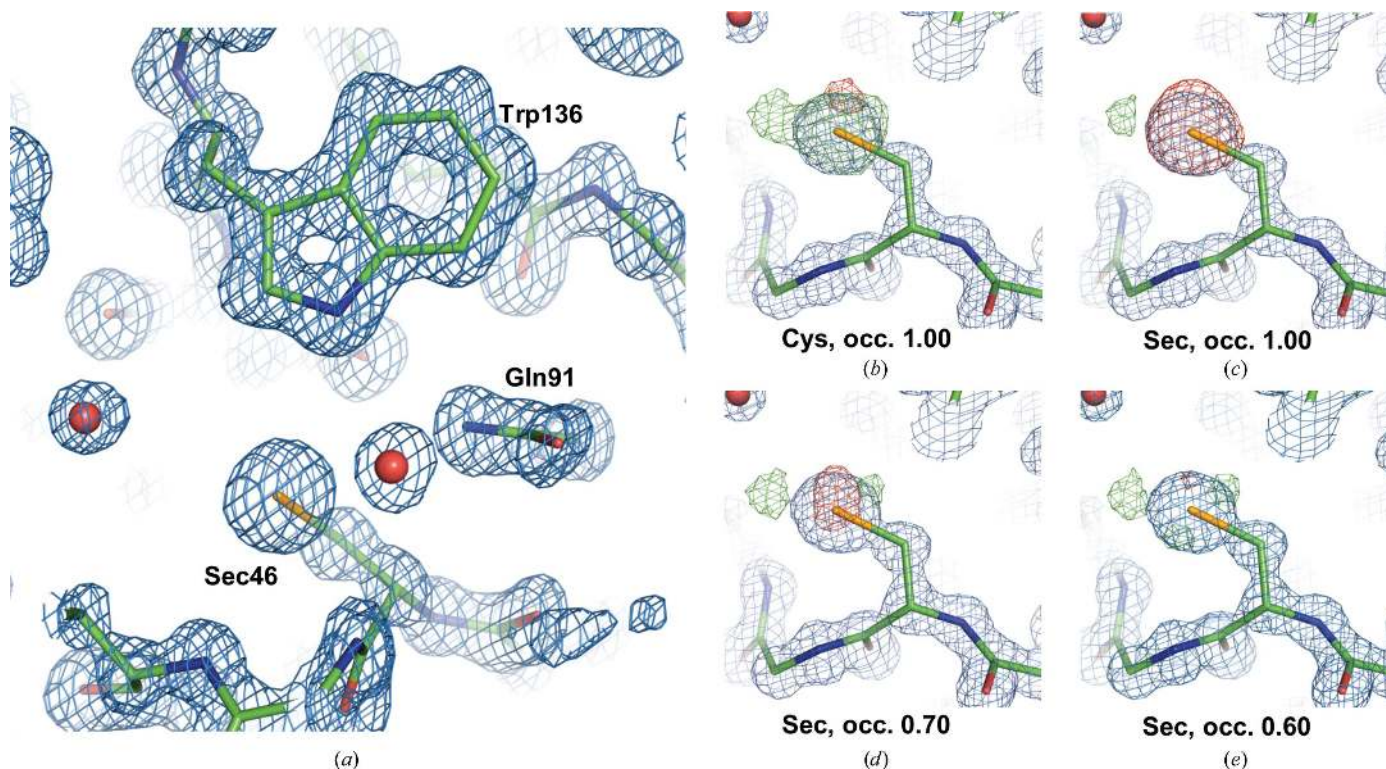 Trp136
Gln91
Sec46
(a)
Cys, occ. 1.00
(b)
Sec, occ. 1.00
(c)
Sec, occ. 0.70
(d)
Sec, occ. 0.60
(e)